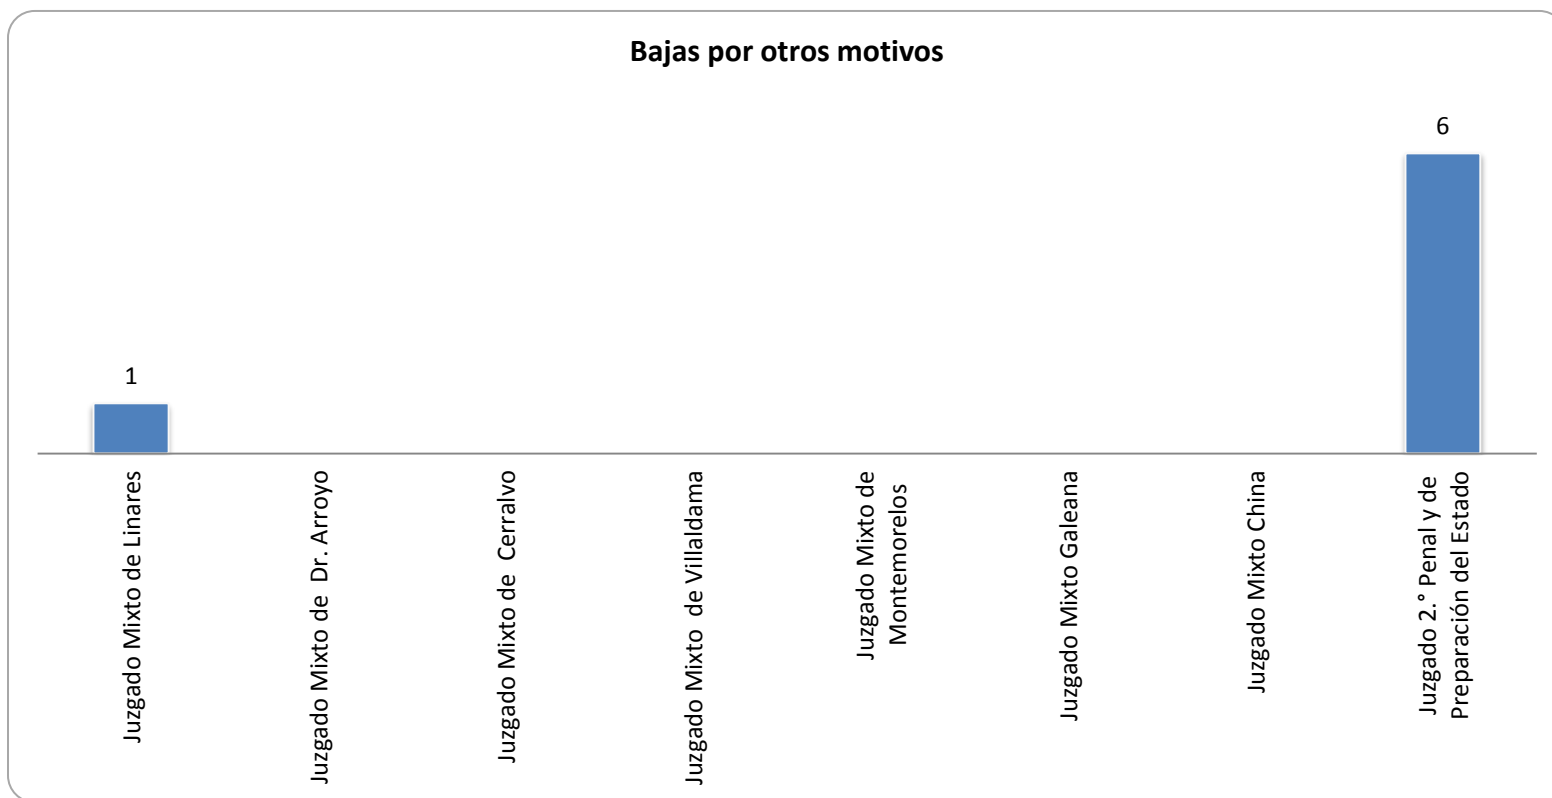 Bajas por otros motivos
6
1
Juzgado Mixto de Linares
Juzgado Mixto de  Dr. Arroyo
Juzgado Mixto de  Cerralvo
Juzgado Mixto  de Villaldama
Juzgado Mixto de
Montemorelos
Juzgado Mixto Galeana
Juzgado Mixto China
Juzgado 2.° Penal y de
Preparación del Estado